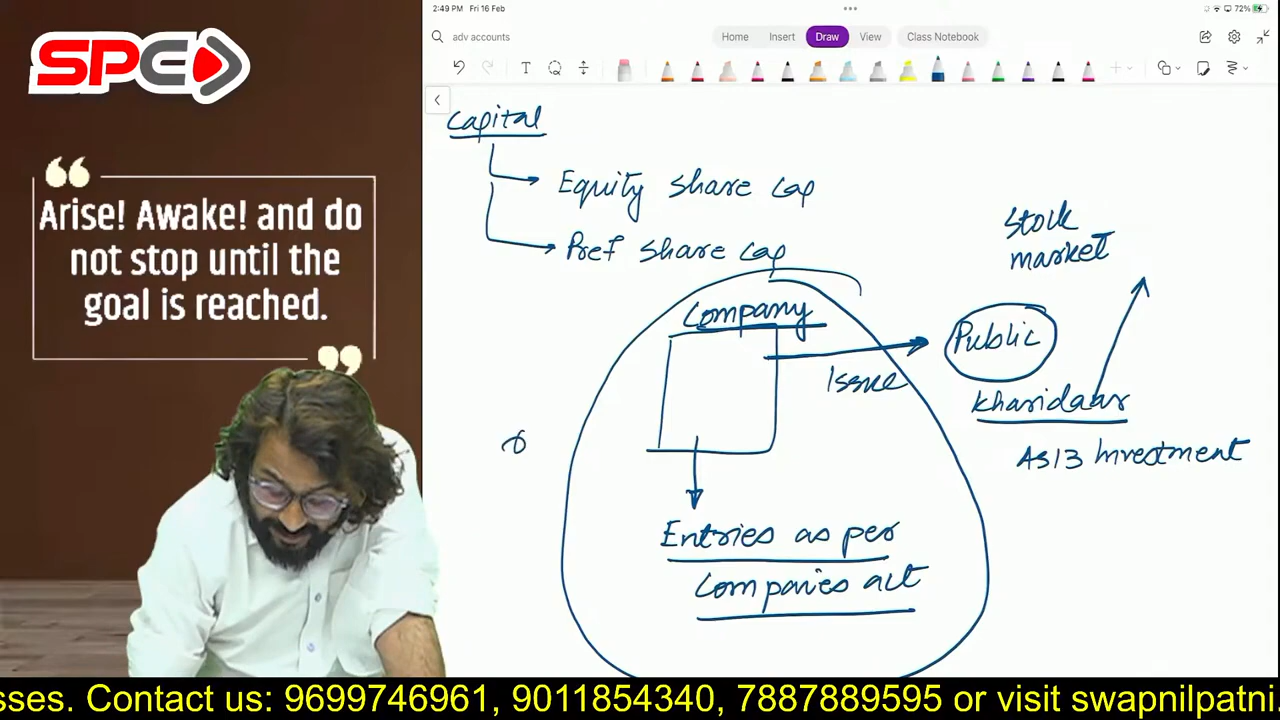 2:49 PM Fri 16 Feb
72%
adv accounts
Home Insert Draw View Class Notebook
SPE
Arise! Awake! and do
not stop until the
goal is reached.
Capital
Equity share cap
Pref share cap
Stock
market
Company
Public
Issue
kharidaar
AS13 Investment
Entries as per
Companies act
sses. Contact us: 9699746961, 9011854340, 7887889595 or visit swapnilpatni.